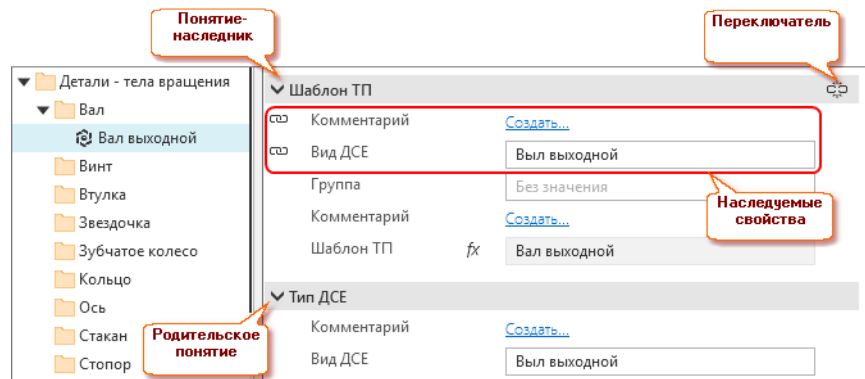 Понятие-
наследник
Переключатель
Детали - тела вращения
Вал
Вал выходной
Винт
Втулка
Звездочка
Зубчатое колесо
Кольцо
Ось
Стакан
Стопор
Шаблон ТП
Комментарий Создать...
Вид ДСЕ Выл выходной
Группа Без значения
Комментарий Создать...
Шаблон ТП fx Вал выходной
Наследуемые
свойства
Тип ДСЕ
Родительское
понятие
Комментарий Создать...
Вид ДСЕ Выл выходной